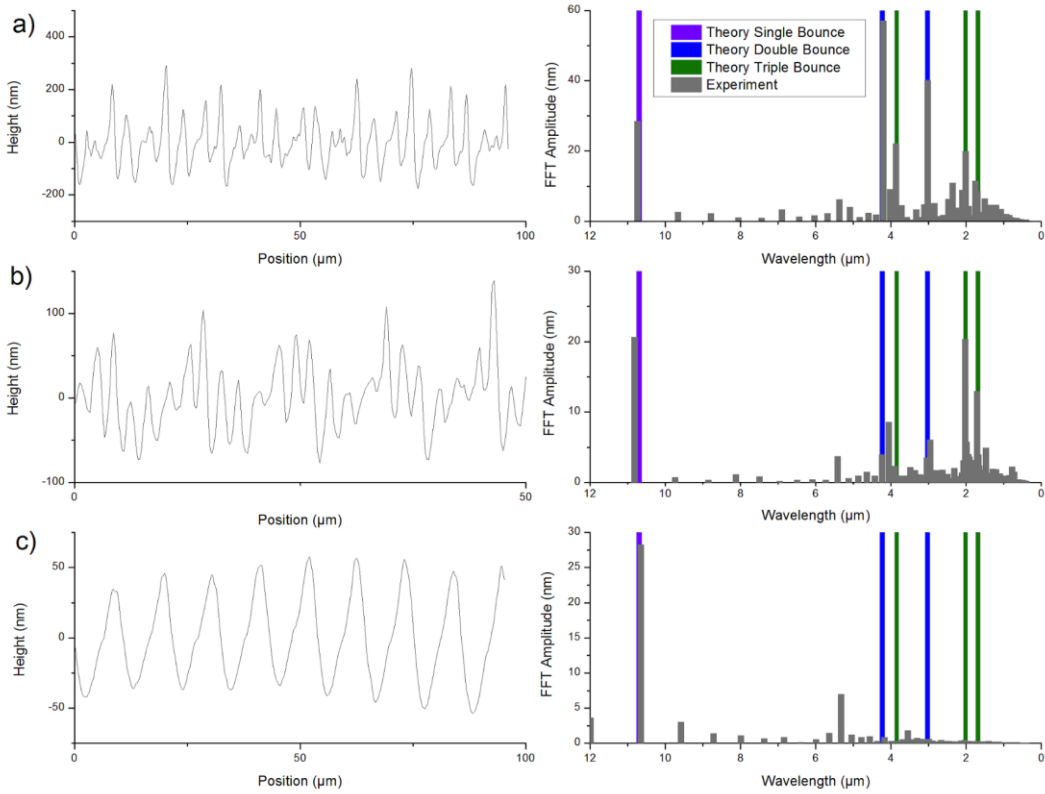 a)
Height (nm)
400
200
0
-200
0
50
100
Position (µm)
FFT Amplitude (nm)
60
40
20
0
Theory Single Bounce
Theory Double Bounce
Theory Triple Bounce
Experiment
12
10
8
6
4
2
0
Wavelength (µm)
b)
Height (nm)
100
0
-100
0
50
Position (µm)
FFT Amplitude (nm)
30
20
10
0
12
10
8
6
4
2
0
Wavelength (µm)
c)
Height (nm)
50
0
-50
0
50
100
Position (µm)
FFT Amplitude (nm)
30
25
20
15
10
5
0
12
10
8
6
4
2
0
Wavelength (µm)